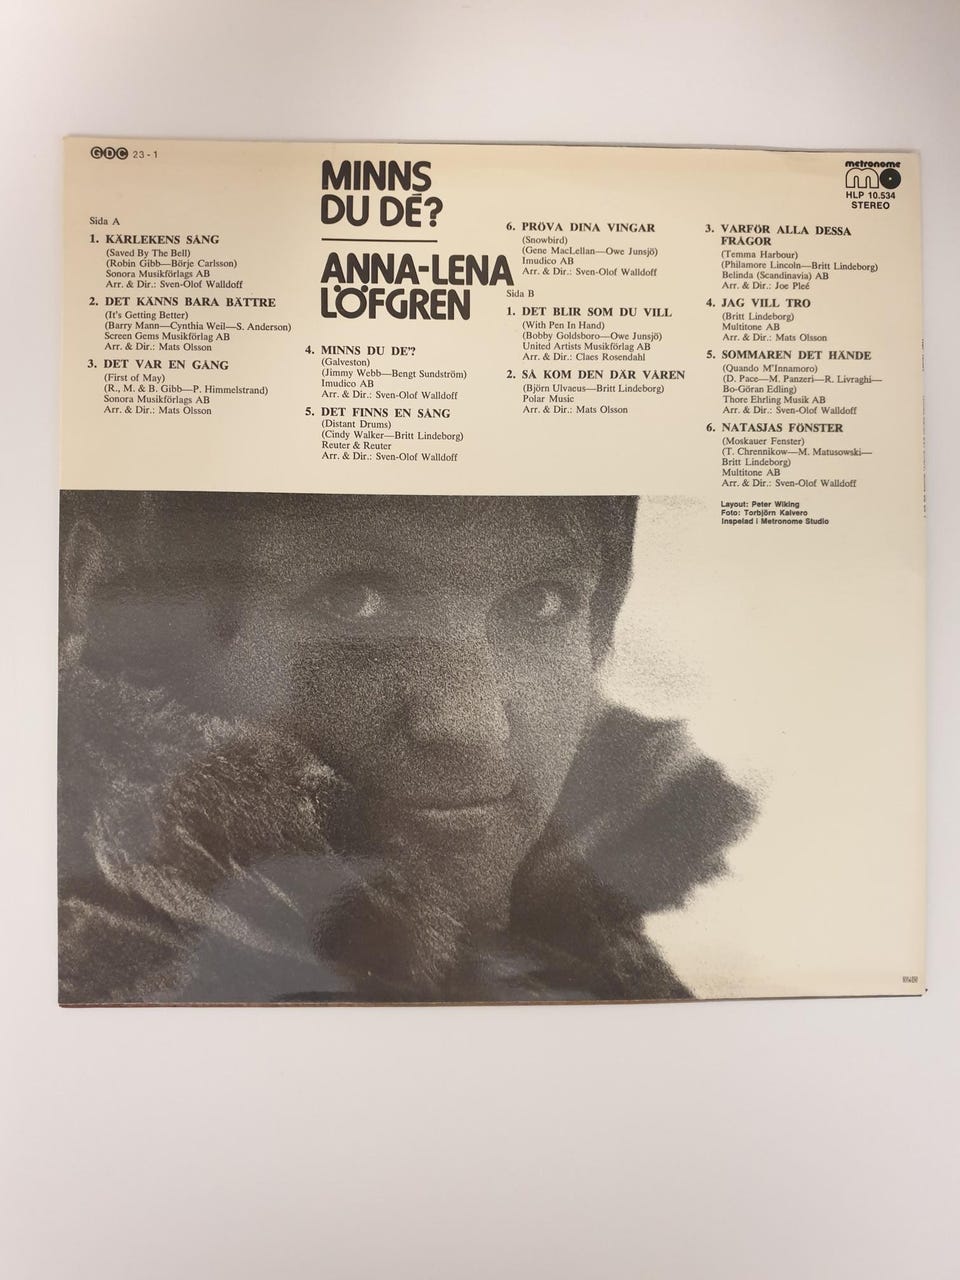 GDC 23-1
MINNS
DU DÉ?
ANNA-LENA
LÖFGREN
metronome
HLP 10.534
STEREO
Sida A
1. KÄRLEKENS SÅNG
(Saved By The Bell)
(Robin Gibb—Börje Carlsson)
Sonora Musikförlags AB
Arr. & Dir.: Sven-Olof Walldoff
2. DET KÄNNS BARA BÄTTRE
(It's Getting Better)
(Barry Mann—Cynthia Weil—S. Anderson)
Screen Gems Musikförlag AB
Arr. & Dir.: Mats Olsson
3. DET VAR EN GÅNG
(First of May)
(R., M. & B. Gibb—P. Himmelstrand)
Sonora Musikförlags AB
Arr. & Dir.: Mats Olsson
4. MINNS DU DE'?
(Galveston)
(Jimmy Webb—Bengt Sundström)
Imudico AB
Arr. & Dir.: Sven-Olof Walldoff
5. DET FINNS EN SÅNG
(Distant Drums)
(Cindy Walker—Britt Lindeborg)
Reuter & Reuter
Arr. & Dir.: Sven-Olof Walldoff
6. PRÖVA DINA VINGAR
(Snowbird)
(Gene MacLellan—Owe Junsjö)
Imudico AB
Arr. & Dir.: Sven-Olof Walldoff
Sida B
1. DET BLIR SOM DU VILL
(With Pen In Hand)
(Bobby Goldsboro—Owe Junsjö)
United Artists Musikförlag AB
Arr. & Dir.: Claes Rosendahl
2. SÅ KOM DEN DÄR VÅREN
(Björn Ulvaeus—Britt Lindeborg)
Polar Music
Arr. & Dir.: Mats Olsson
3. VARFÖR ALLA DESSA
FRÅGOR
(Temma Harbour)
(Philamore Lincoln—Britt Lindeborg)
Belinda (Scandinavia) AB
Arr. & Dir.: Joe Pleé
4. JAG VILL TRO
(Britt Lindeborg)
Multitone AB
Arr. & Dir.: Mats Olsson
5. SOMMAREN DET HÄNDE
(Quando M'Innamoro)
(D. Pace—M. Panzeri—R. Livraghi—
Bo-Göran Edling)
Thore Ehrling Musik AB
Arr. & Dir.: Sven-Olof Walldoff
6. NATASJAS FÖNSTER
(Moskauer Fenster)
(T. Chrennikow—M. Matusowski—
Britt Lindeborg)
Multitone AB
Arr. & Dir.: Sven-Olof Walldoff
Layout: Peter Wiking
Foto: Torbjörn Kalvero
Inspelad i Metronome Studio